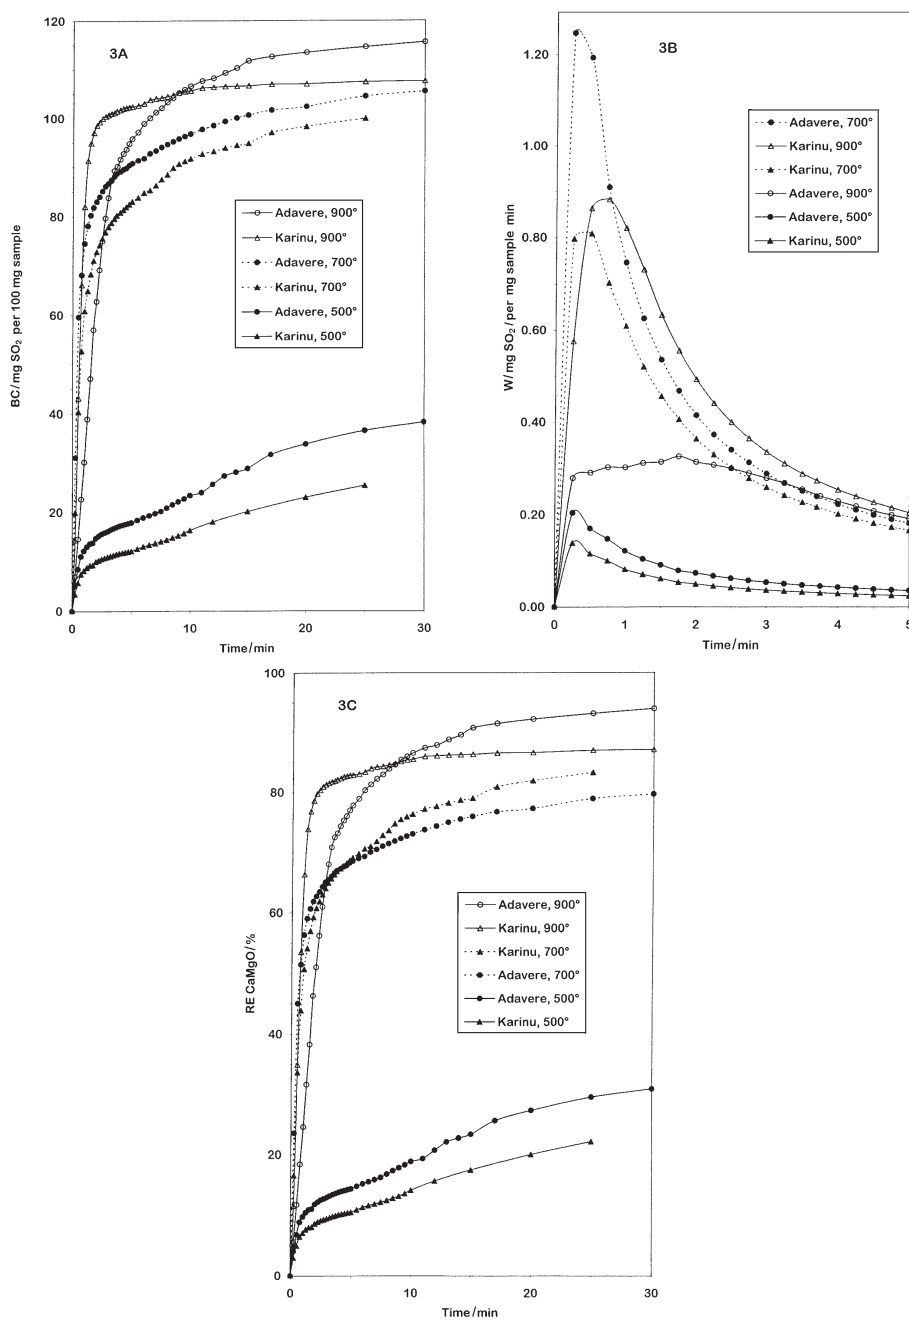 3A
BC/mg SO₂ per 100 mg sample
120
100
80
60
40
20
0
Adavere, 900°
Karinu, 900°
Adavere, 700°
Karinu, 700°
Adavere, 500°
Karinu, 500°
0 10 20 30
Time/min
3B
W/mg SO₂/per mg sample min
1.20
1.00
0.80
0.60
0.40
0.20
0.00
Adavere, 700°
Karinu, 900°
Karinu, 700°
Adavere, 900°
Adavere, 500°
Karinu, 500°
0 1 2 3 4 5
Time/min
3C
RE CaMgO/%
100
80
60
40
20
0
Adavere, 900°
Karinu, 900°
Karinu, 700°
Adavere, 700°
Adavere, 500°
Karinu, 500°
0 10 20 30
Time/min